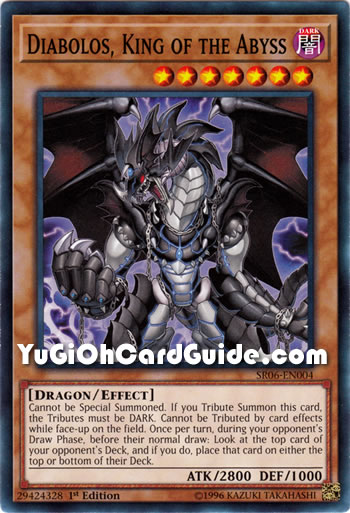 DIABOLOS, KING OF THE ABYSS
DARK
闇
YuGiOhCardGuide.com
SR06-EN004
[DRAGON/EFFECT]
Cannot be Special Summoned. If you Tribute Summon this card,
the Tributes must be DARK. Cannot be Tributed by card effects
while face-up on the field. Once per turn, during your opponent's
Draw Phase, before their normal draw: Look at the top card of
your opponent's Deck, and if you do, place that card on either the
top or bottom of their Deck.
ATK/2800 DEF/1000
29424328 1st Edition ©1996 KAZUKI TAKAHASHI